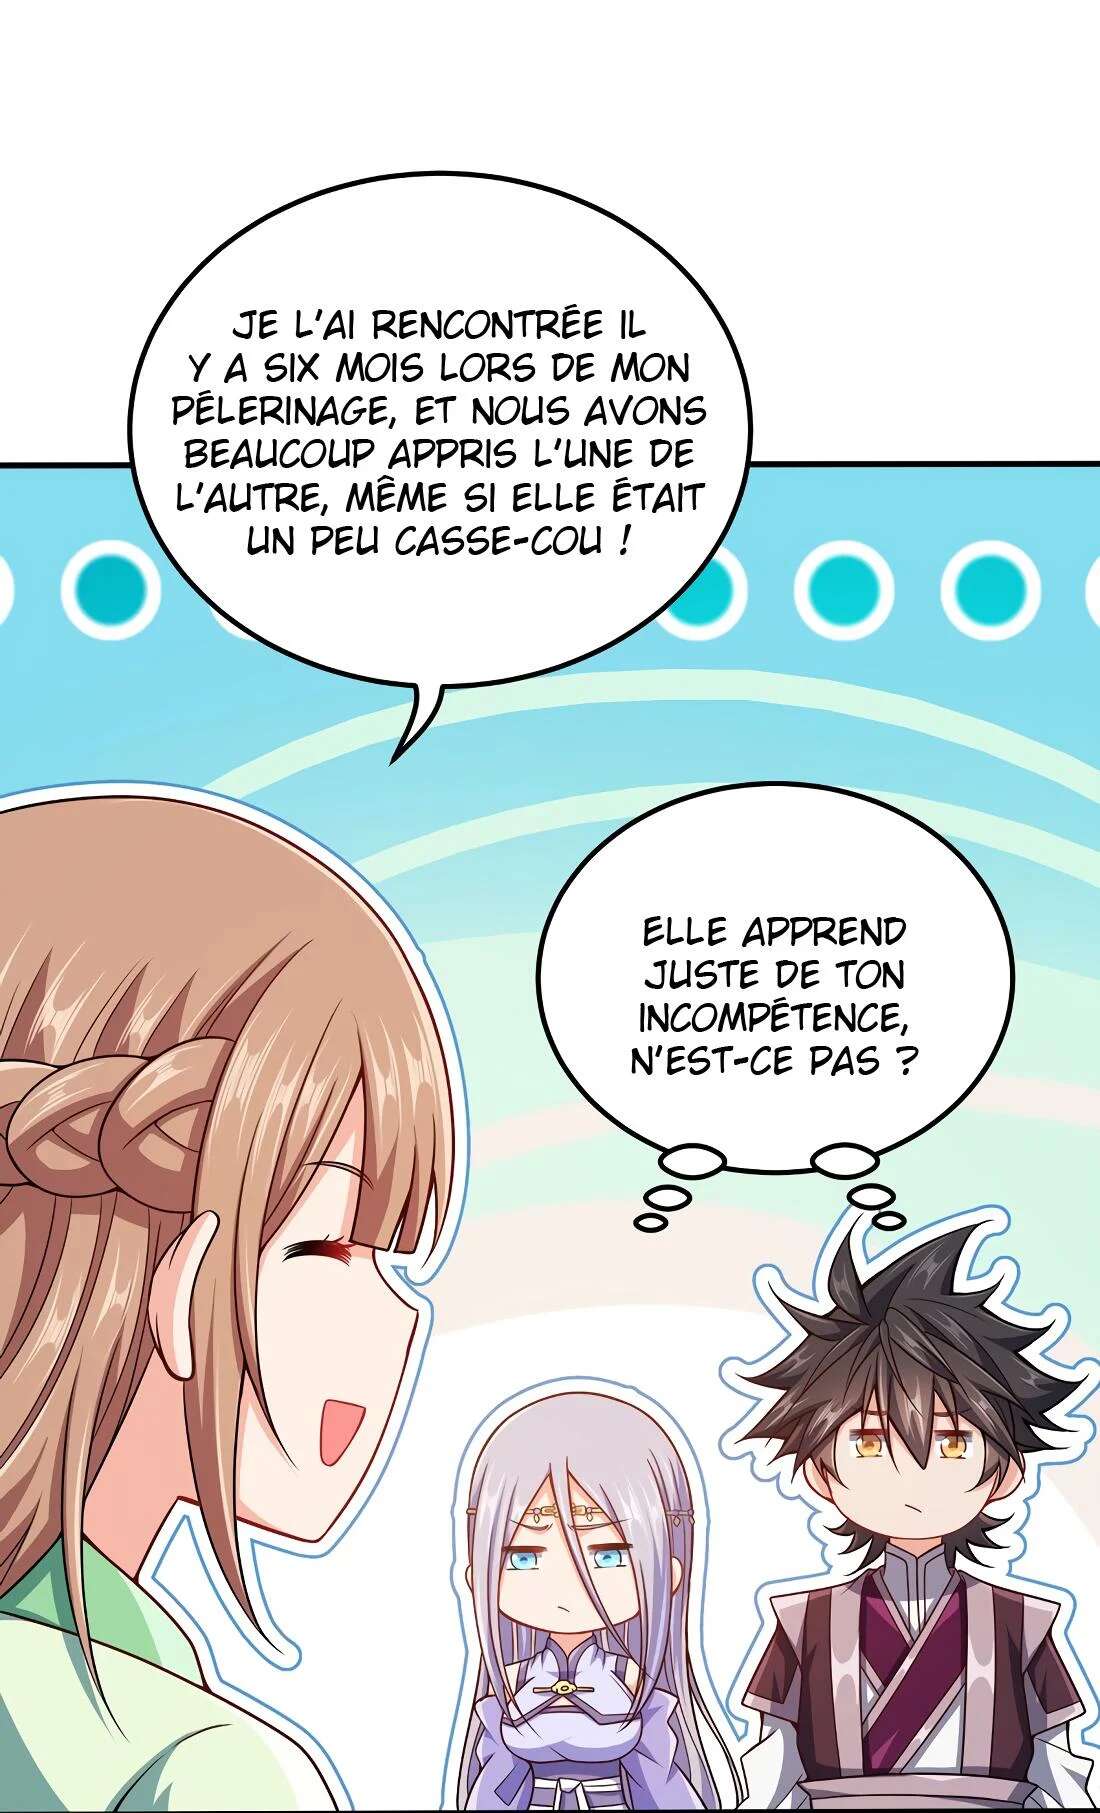 JE L'AI RENCONTRÉE IL
Y A SIX MOIS LORS DE MON
PÉLERINAGE, ET NOUS AVONS
BEAUCOUP APPRIS L'UNE DE
L'AUTRE, MÊME SI ELLE ÉTAIT
UN PEU CASSE-COU !
ELLE APPREND
JUSTE DE TON
INCOMPÉTENCE,
N'EST-CE PAS ?